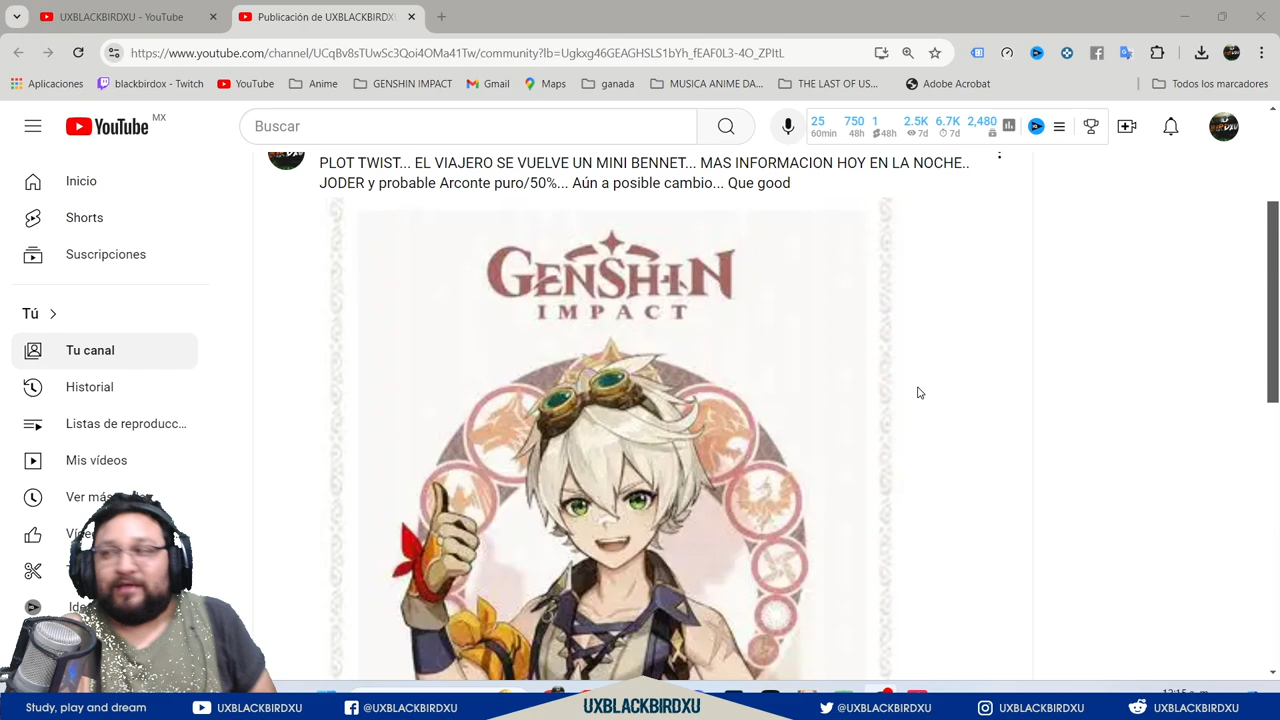 UXBLACKBIRDXU - YouTube
Publicación de UXBLACKBIRDXU
https://www.youtube.com/channel/UCqBv8sTUwSc3Qoi4OMa41Tw/community?lb=Ugkxg46GEAGHSLS1bYh_fEAF0L3-4O_ZPItL
Aplicaciones blackbirdox - Twitch YouTube Anime GENSHIN IMPACT Gmail Maps ganada MUSICA ANIME DA... THE LAST OF US... Adobe Acrobat Todos los marcadores
YouTube MX
Buscar
25 750 1 2.5K 6.7K 2,480
60min 48h 48h 7d 7d
PLOT TWIST... EL VIAJERO SE VUELVE UN MINI BENNET... MAS INFORMACION HOY EN LA NOCHE..
JODER y probable Arconte puro/50%... Aún a posible cambio... Que good
Inicio
Shorts
Suscripciones
Tú
Tu canal
Historial
Listas de reproducc...
Mis vídeos
Ver más
GENSHIN
IMPACT
Study, play and dream UXBLACKBIRDXU @UXBLACKBIRDXU UXBLACKBIRDXU @UXBLACKBIRDXU UXBLACKBIRDXU UXBLACKBIRDXU